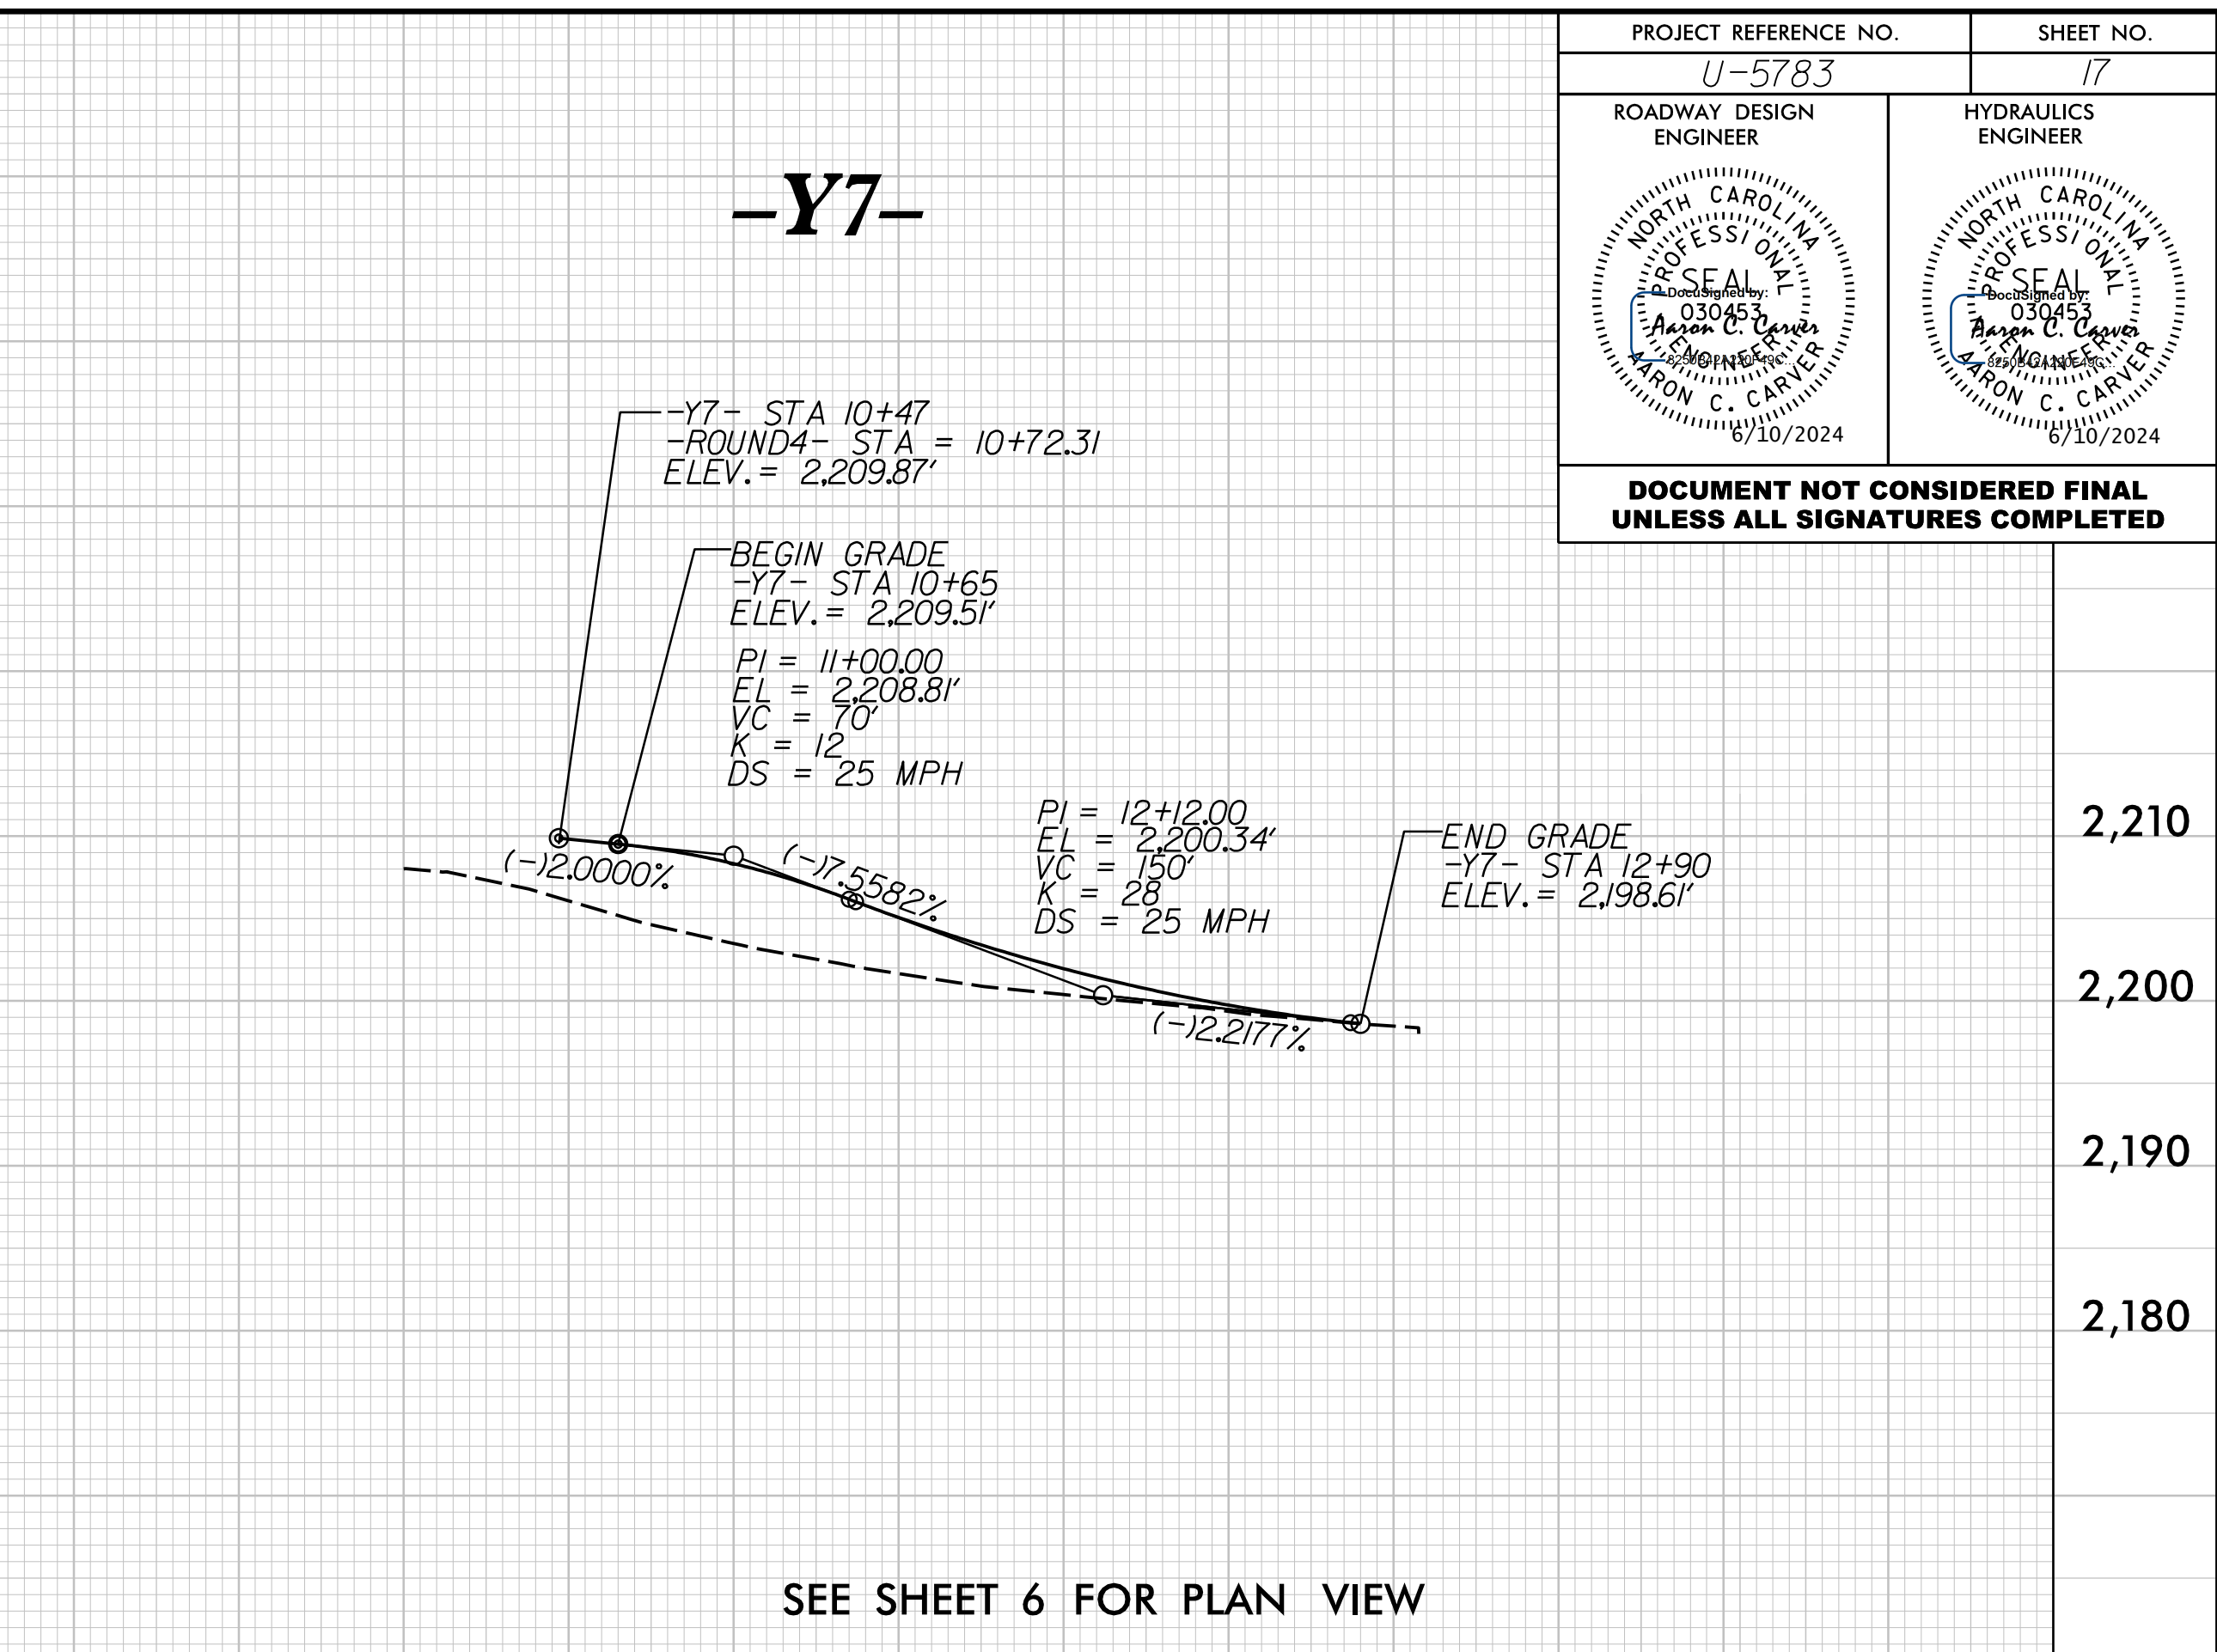 PROJECT REFERENCE NO.
SHEET NO.
U-5783
17
ROADWAY DESIGN
ENGINEER
HYDRAULICS
ENGINEER
NORTH CAROLINA
PROFESSIONAL
SEAL
DocuSigned by:
030453
Aaron C. Carver
8250B42A220F49C...
ENGINEER
AARON C. CARVER
6/10/2024
NORTH CAROLINA
PROFESSIONAL
SEAL
DocuSigned by:
030453
Aaron C. Carver
8250B42A220F49C...
ENGINEER
AARON C. CARVER
6/10/2024
DOCUMENT NOT CONSIDERED FINAL
UNLESS ALL SIGNATURES COMPLETED
-Y7-
-Y7- STA 10+47
-ROUND4- STA = 10+72.31
ELEV.= 2,209.87'
BEGIN GRADE
-Y7- STA 10+65
ELEV.= 2,209.51'
PI = 11+00.00
EL = 2,208.81'
VC = 70'
K = 12
DS = 25 MPH
PI = 12+12.00
EL = 2,200.34'
VC = 150'
K = 28
DS = 25 MPH
END GRADE
-Y7- STA 12+90
ELEV.= 2,198.61'
(-)2.0000%
(-)7.5582%
(-)2.2177%
2,210
2,200
2,190
2,180
SEE SHEET 6 FOR PLAN VIEW